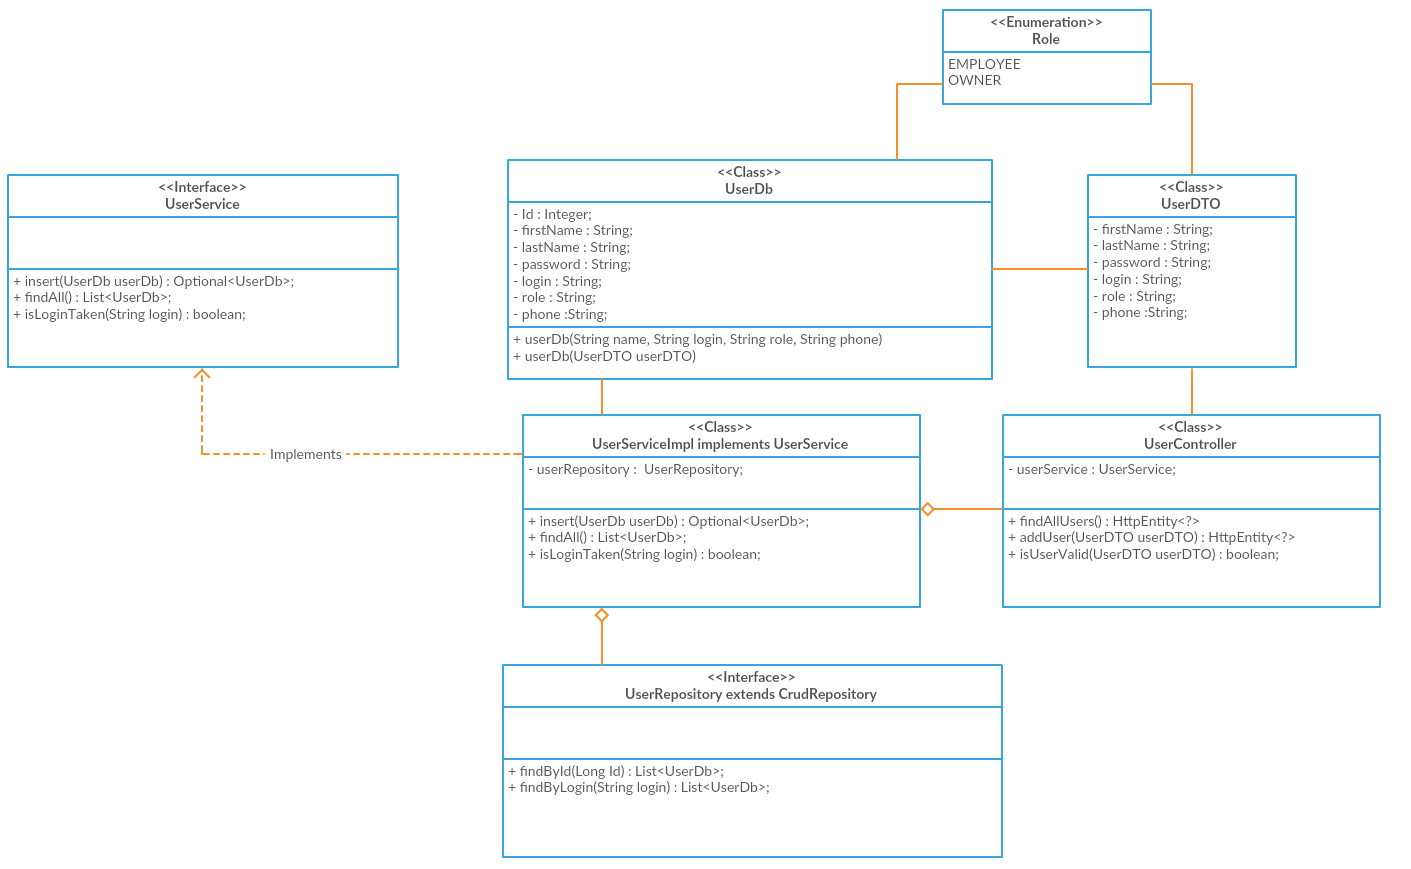 <<Enumeration>>
Role
EMPLOYEE
OWNER
<<Interface>>
UserService
+ insert(UserDb userDb) : Optional<UserDb>;
+ findAll() : List<UserDb>;
+ isLoginTaken(String login) : boolean;
<<Class>>
UserDb
- Id : Integer;
- firstName : String;
- lastName : String;
- password : String;
- login : String;
- role : String;
- phone :String;
+ userDb(String name, String login, String role, String phone)
+ userDb(UserDTO userDTO)
<<Class>>
UserDTO
- firstName : String;
- lastName : String;
- password : String;
- login : String;
- role : String;
- phone :String;
Implements
<<Class>>
UserServiceImpl implements UserService
- userRepository :  UserRepository;
+ insert(UserDb userDb) : Optional<UserDb>;
+ findAll() : List<UserDb>;
+ isLoginTaken(String login) : boolean;
<<Class>>
UserController
- userService : UserService;
+ findAllUsers() : HttpEntity<?>
+ addUser(UserDTO userDTO) : HttpEntity<?>
+ isUserValid(UserDTO userDTO) : boolean;
<<Interface>>
UserRepository extends CrudRepository
+ findById(Long Id) : List<UserDb>;
+ findByLogin(String login) : List<UserDb>;